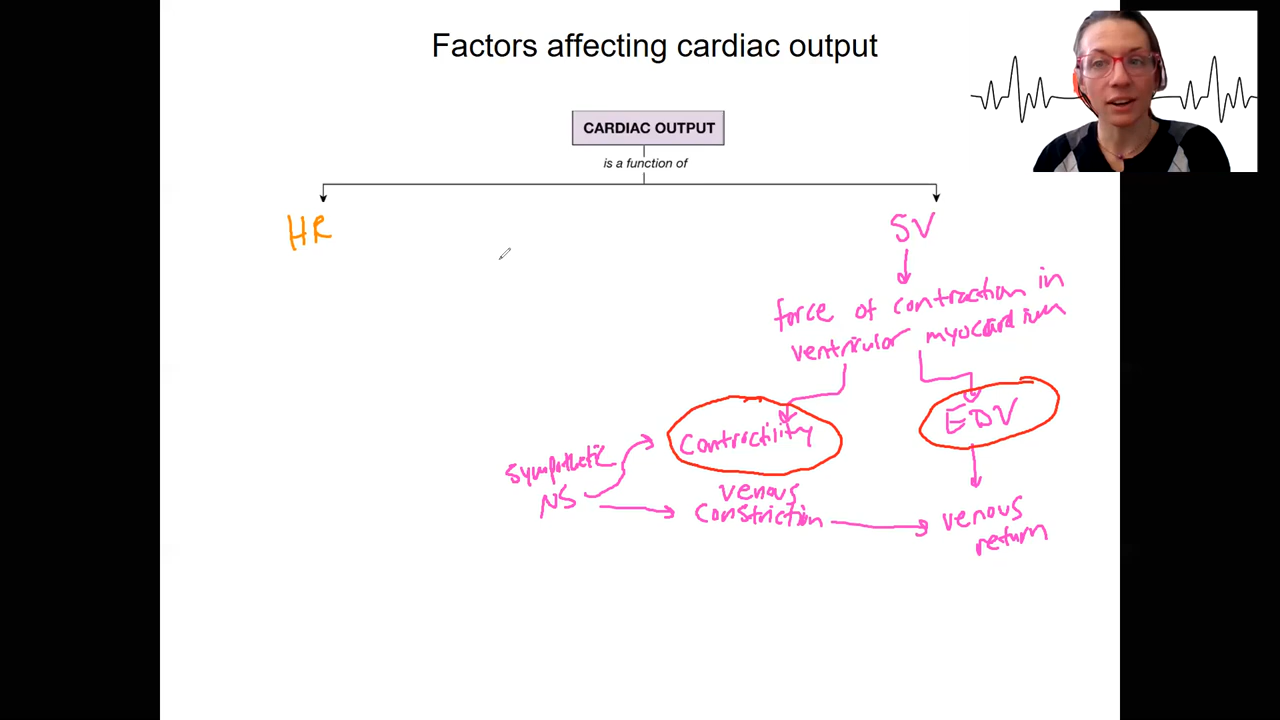 Factors affecting cardiac output
CARDIAC OUTPUT
is a function of
HR
SV
force of contraction in
ventricular myocardium
Contractility
EDV
sympathetic
NS
venous
Constriction
venous
return